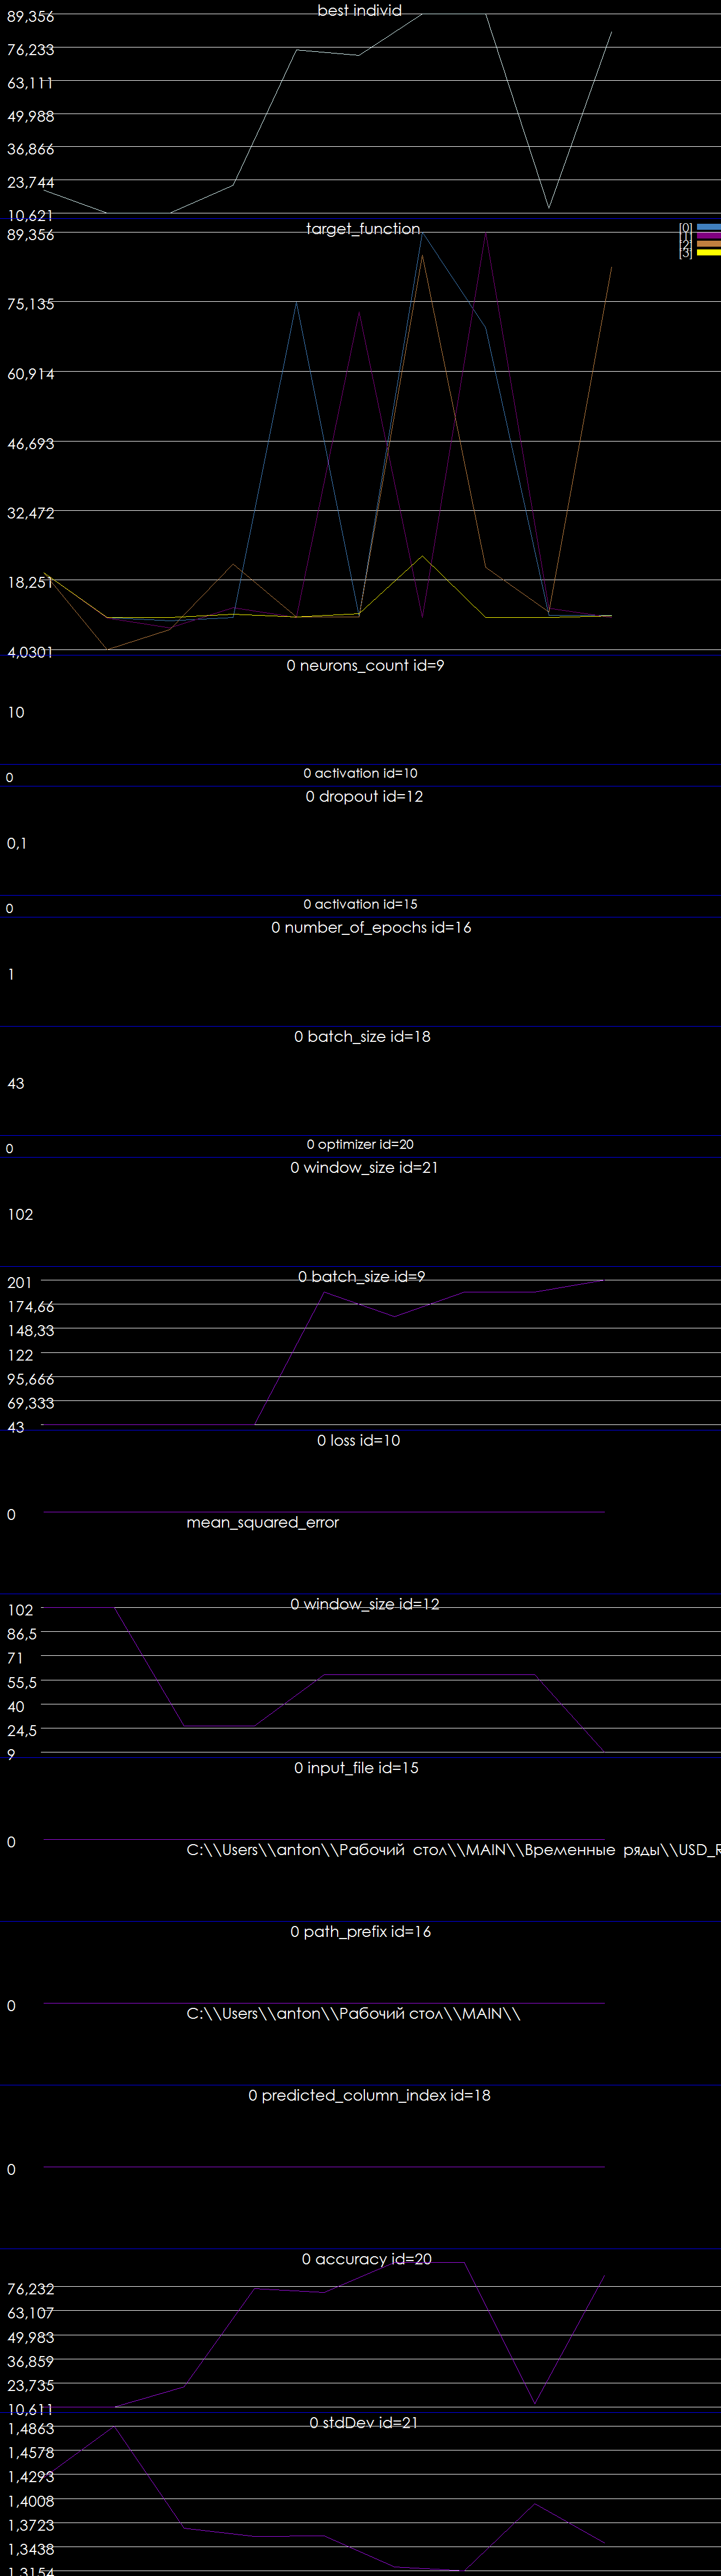 best individ
89,356
76,233
63,111
49,988
36,866
23,744
10,621
target_function
[0]
[1]
[2]
[3]
89,356
75,135
60,914
46,693
32,472
18,251
4,0301
0 neurons_count id=9
10
0 activation id=10
0
0 dropout id=12
0,1
0 activation id=15
0
0 number_of_epochs id=16
1
0 batch_size id=18
43
0 optimizer id=20
0
0 window_size id=21
102
0 batch_size id=9
201
174,66
148,33
122
95,666
69,333
43
0 loss id=10
0
mean_squared_error
0 window_size id=12
102
86,5
71
55,5
40
24,5
9
0 input_file id=15
0
C:\\Users\\anton\\Рабочий стол\\MAIN\\Временные ряды\\USD_R
0 path_prefix id=16
0
C:\\Users\\anton\\Рабочий стол\\MAIN\\
0 predicted_column_index id=18
0
0 accuracy id=20
76,232
63,107
49,983
36,859
23,735
10,611
0 stdDev id=21
1,4863
1,4578
1,4293
1,4008
1,3723
1,3438
1,3154